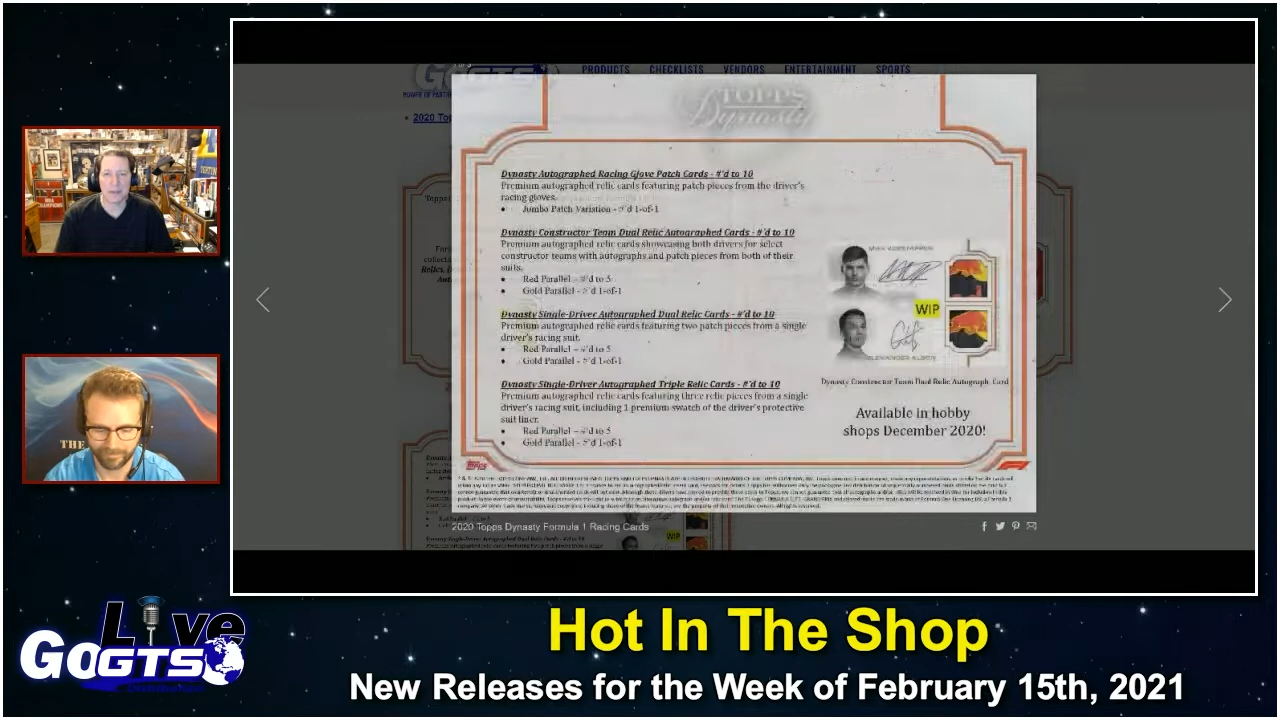 PRODUCTS CHECKLISTS VENDORS ENTERTAINMENT SPORTS
2020 To
TOPPS
Dynasty
Dynasty Autographed Racing Glove Patch Cards - #'d to 10
Premium autographed relic cards featuring patch pieces from the driver's
racing gloves.
• Jumbo Patch Variation - #'d 1-of-1
Dynasty Constructor Team Dual Relic Autographed Cards - #'d to 10
Premium autographed relic cards showcasing both drivers for select
constructor teams with autographs and patch pieces from both of their
suits.
• Red Parallel - #'d to 5
• Gold Parallel - #'d 1-of-1
Dynasty Single-Driver Autographed Dual Relic Cards - #'d to 10
Premium autographed relic cards featuring two patch pieces from a single
driver's racing suit.
• Red Parallel - #'d to 5
• Gold Parallel - #'d 1-of-1
Dynasty Single-Driver Autographed Triple Relic Cards - #'d to 10
Premium autographed relic cards featuring three relic pieces from a single
driver's racing suit, including 1 premium swatch of the driver's protective
suit liner.
• Red Parallel - #'d to 5
• Gold Parallel - #'d 1-of-1
WIP
ALEXANDER ALBON
Dynasty Constructor Team Dual Relic Autograph Card
Available in hobby
shops December 2020!
topps
2020 Topps Dynasty Formula 1 Racing Cards
WIP
THE
Live
GOGTS
Hot In The Shop
New Releases for the Week of February 15th, 2021